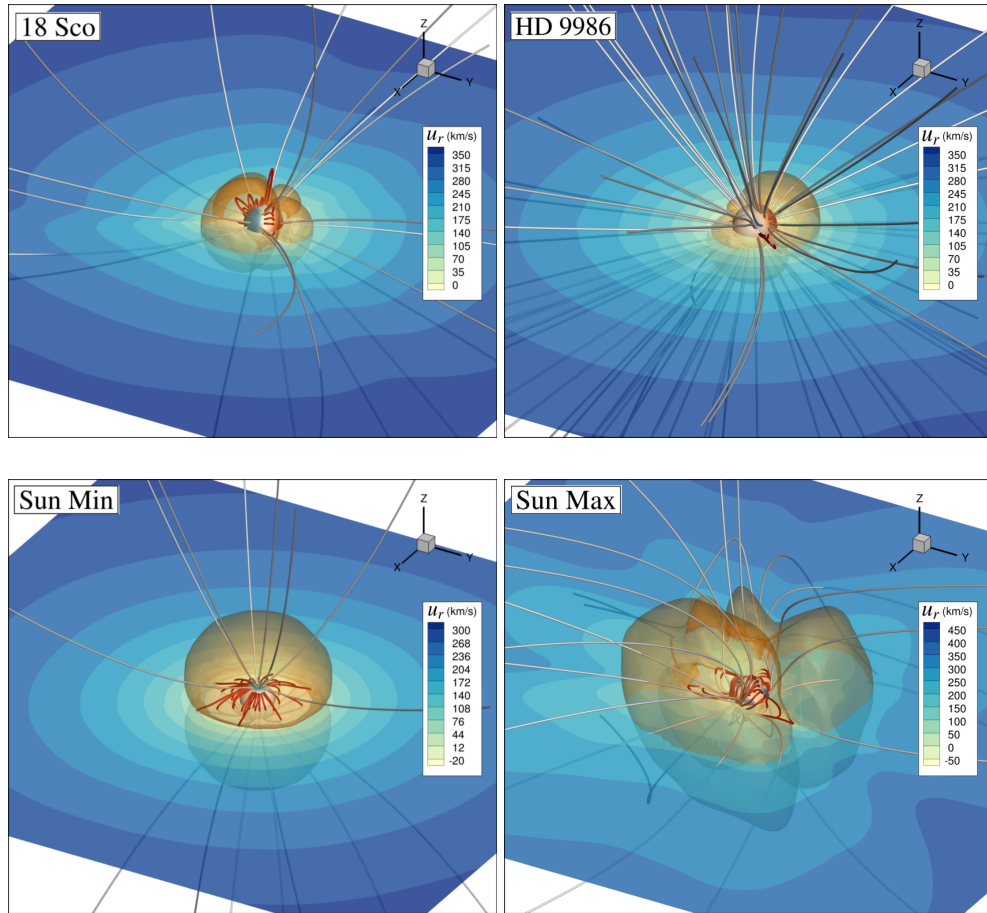 18 Sco
Z
X
Y
u_r (km/s)
350
315
280
245
210
175
140
105
70
35
0
HD 9986
Z
X
Y
u_r (km/s)
350
315
280
245
210
175
140
105
70
35
0
Sun Min
Z
X
Y
u_r (km/s)
300
268
236
204
172
140
108
76
44
12
-20
Sun Max
Z
X
Y
u_r (km/s)
450
400
350
300
250
200
150
100
50
0
-50